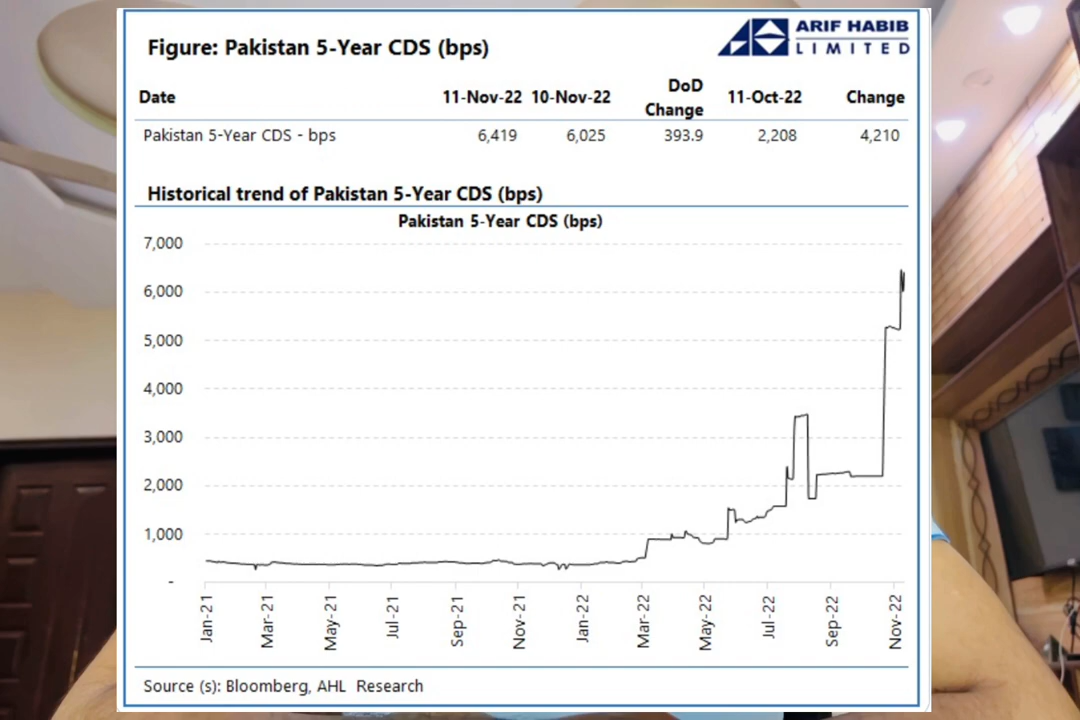 Figure: Pakistan 5-Year CDS (bps)
ARIF HABIB
LIMITED
Date 11-Nov-22 10-Nov-22 DoD Change 11-Oct-22 Change
Pakistan 5-Year CDS - bps 6,419 6,025 393.9 2,208 4,210
Historical trend of Pakistan 5-Year CDS (bps)
Pakistan 5-Year CDS (bps)
7,000
6,000
5,000
4,000
3,000
2,000
1,000
-
Jan-21 Mar-21 May-21 Jul-21 Sep-21 Nov-21 Jan-22 Mar-22 May-22 Jul-22 Sep-22 Nov-22
Source (s): Bloomberg, AHL Research